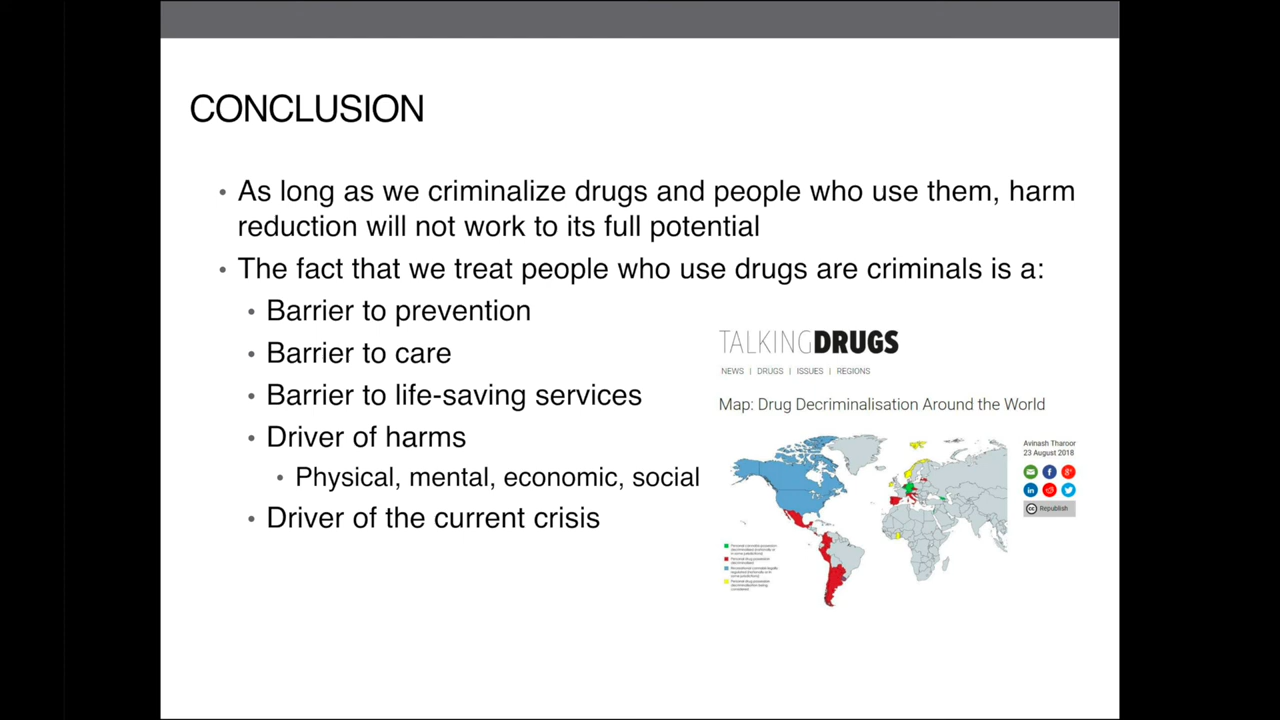 CONCLUSION
• As long as we criminalize drugs and people who use them, harm
reduction will not work to its full potential
• The fact that we treat people who use drugs are criminals is a:
• Barrier to prevention
• Barrier to care
• Barrier to life-saving services
• Driver of harms
• Physical, mental, economic, social
• Driver of the current crisis
TALKINGDRUGS
NEWS | DRUGS | ISSUES | REGIONS
Map: Drug Decriminalisation Around the World
Avinash Tharoor
23 August 2018
Republish